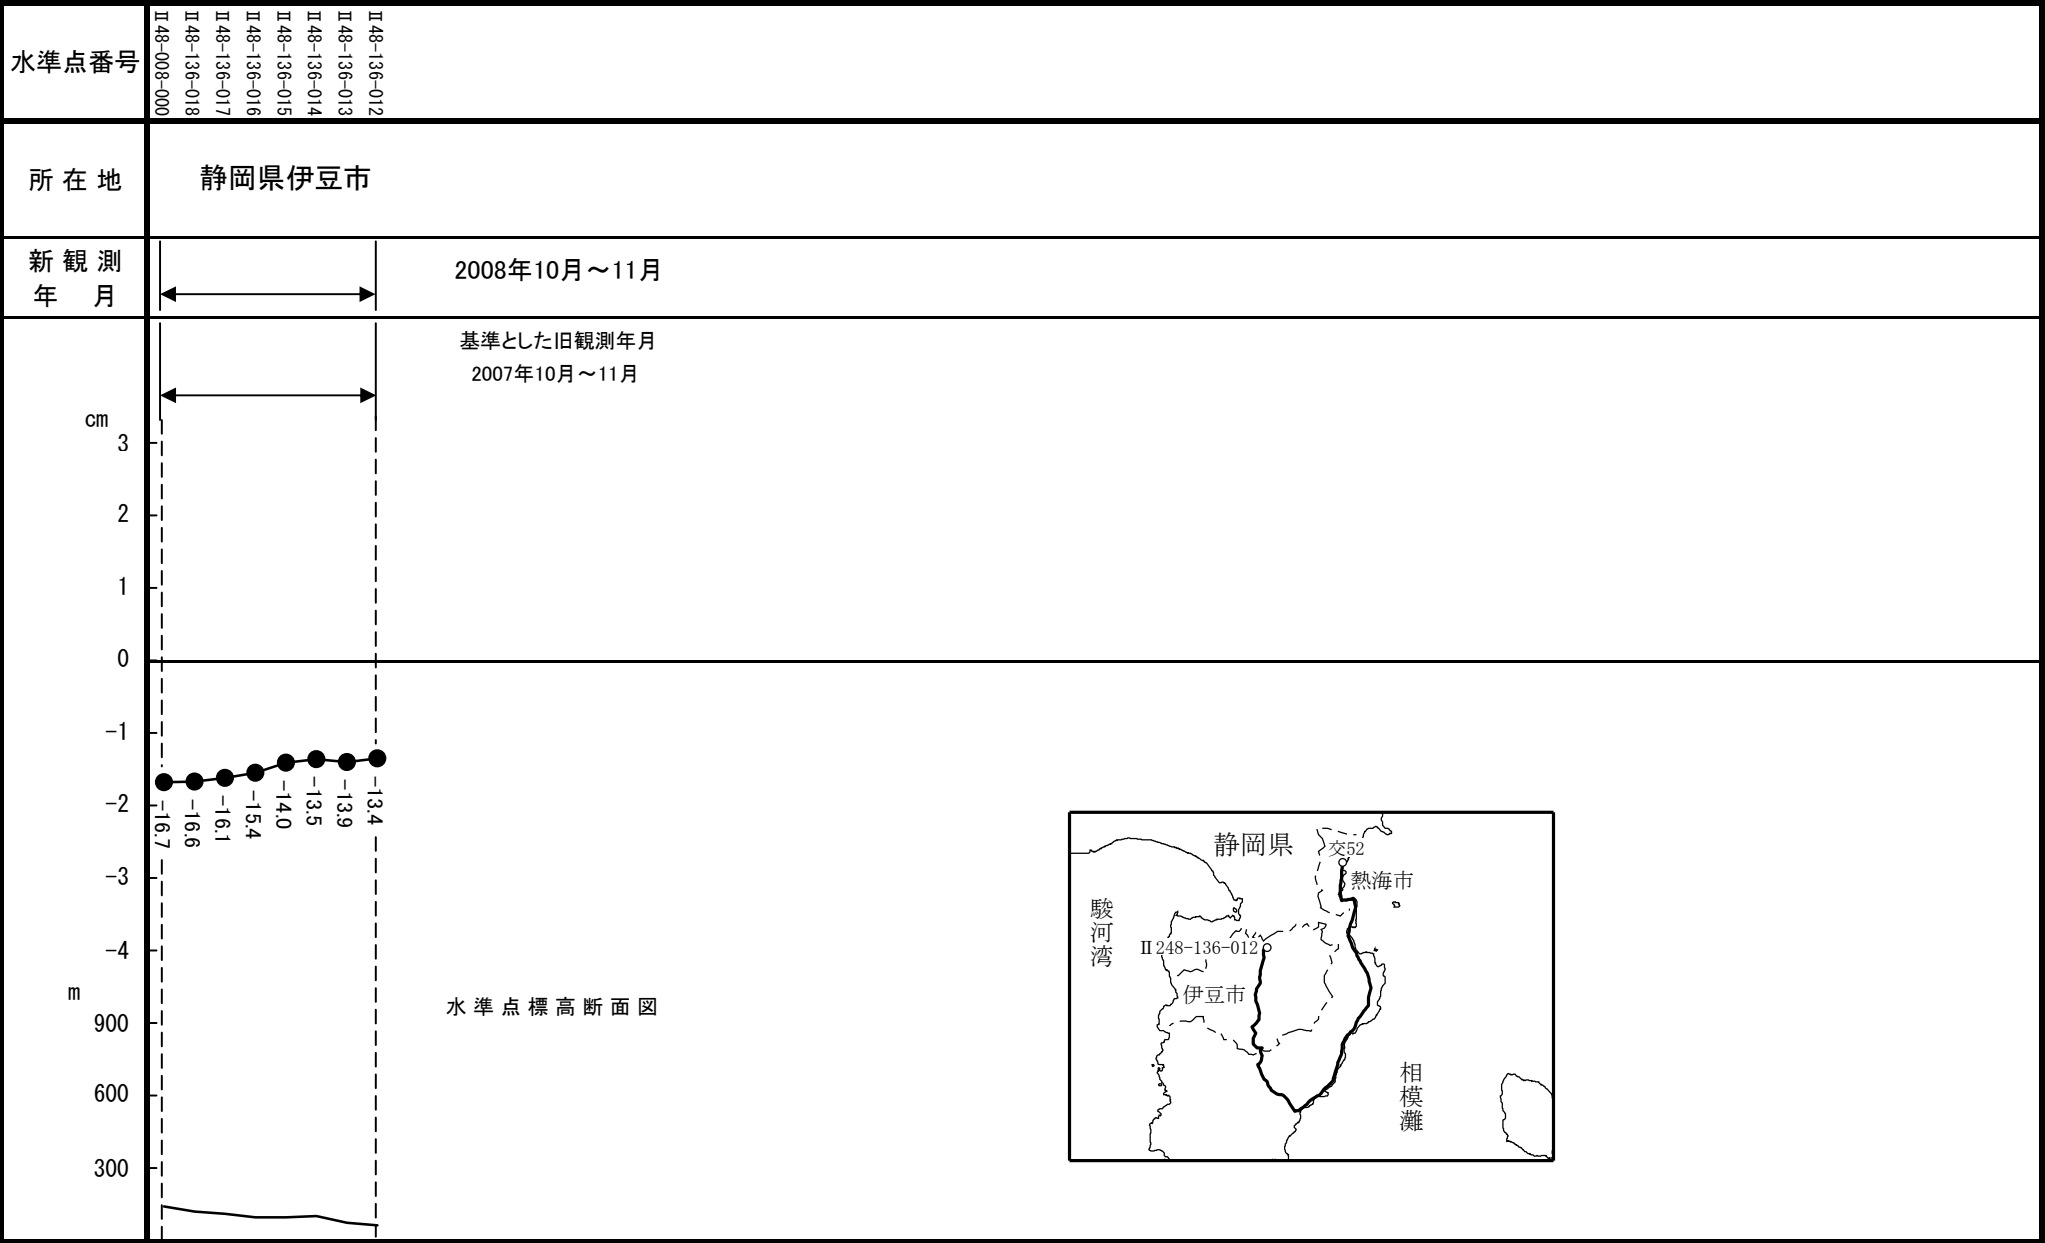 水準点番号
Ⅱ48-008-000
Ⅱ48-136-018
Ⅱ48-136-017
Ⅱ48-136-016
Ⅱ48-136-015
Ⅱ48-136-014
Ⅱ48-136-013
Ⅱ48-136-012
所在地
静岡県伊豆市
新観測
年 月
2008年10月～11月
基準とした旧観測年月
2007年10月～11月
cm
3
2
1
0
-1
-2
-3
-4
-16.7
-16.6
-16.1
-15.4
-14.0
-13.5
-13.9
-13.4
m
900
600
300
水準点標高断面図
静岡県
交52
熱海市
駿河湾
Ⅱ248-136-012
伊豆市
相模灘